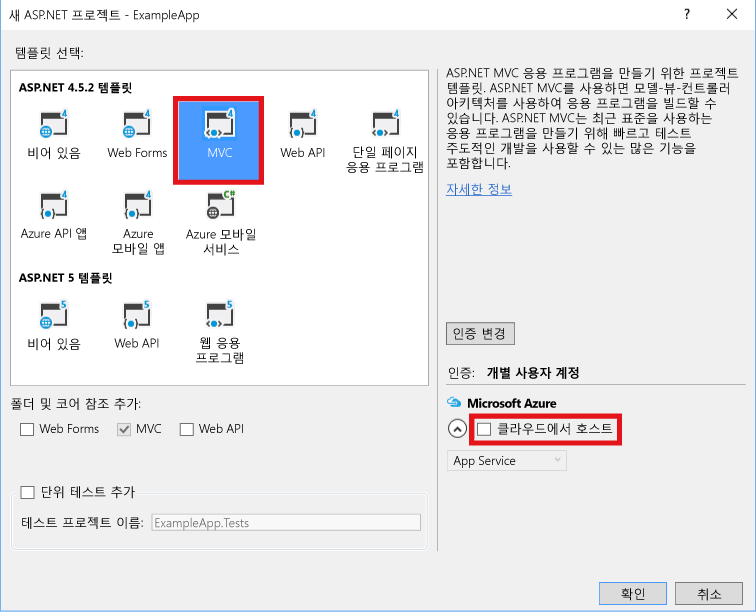 새 ASP.NET 프로젝트 - ExampleApp
템플릿 선택:
ASP.NET 4.5.2 템플릿
비어 있음
Web Forms
MVC
Web API
단일 페이지
응용 프로그램
Azure API 앱
Azure
모바일 앱
Azure 모바일
서비스
ASP.NET 5 템플릿
비어 있음
Web API
웹 응용
프로그램
폴더 및 코어 참조 추가:
Web Forms MVC Web API
단위 테스트 추가
테스트 프로젝트 이름: ExampleApp.Tests
ASP.NET MVC 응용 프로그램을 만들기 위한 프로젝트
템플릿. ASP.NET MVC를 사용하면 모델-뷰-컨트롤러
아키텍처를 사용하여 응용 프로그램을 빌드할 수
있습니다. ASP.NET MVC는 최근 표준을 사용하는
응용 프로그램을 만들기 위해 빠르고 테스트
주도적인 개발을 사용할 수 있는 많은 기능을
포함합니다.
자세한 정보
인증 변경
인증: 개별 사용자 계정
Microsoft Azure
클라우드에서 호스트
App Service
확인
취소